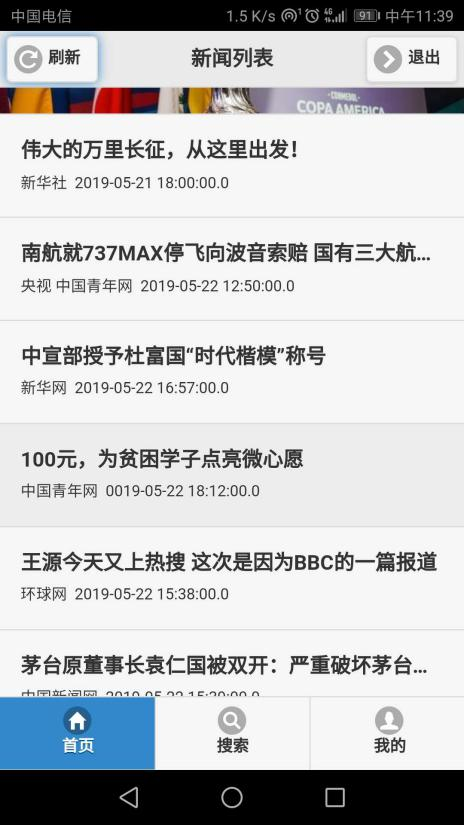 中国电信 1.5 K/s 4G 91 中午11:39
刷新 新闻列表 退出
CONMEBOL
COPA AMERICA
伟大的万里长征，从这里出发！
新华社 2019-05-21 18:00:00.0
南航就737MAX停飞向波音索赔 国有三大航...
央视 中国青年网 2019-05-22 12:50:00.0
中宣部授予杜富国“时代楷模”称号
新华网 2019-05-22 16:57:00.0
100元，为贫困学子点亮微心愿
中国青年网 0019-05-22 18:12:00.0
王源今天又上热搜 这次是因为BBC的一篇报道
环球网 2019-05-22 15:38:00.0
茅台原董事长袁仁国被双开：严重破坏茅台...
中国新闻网 2019-05-22 15:39:00.0
首页 搜索 我的